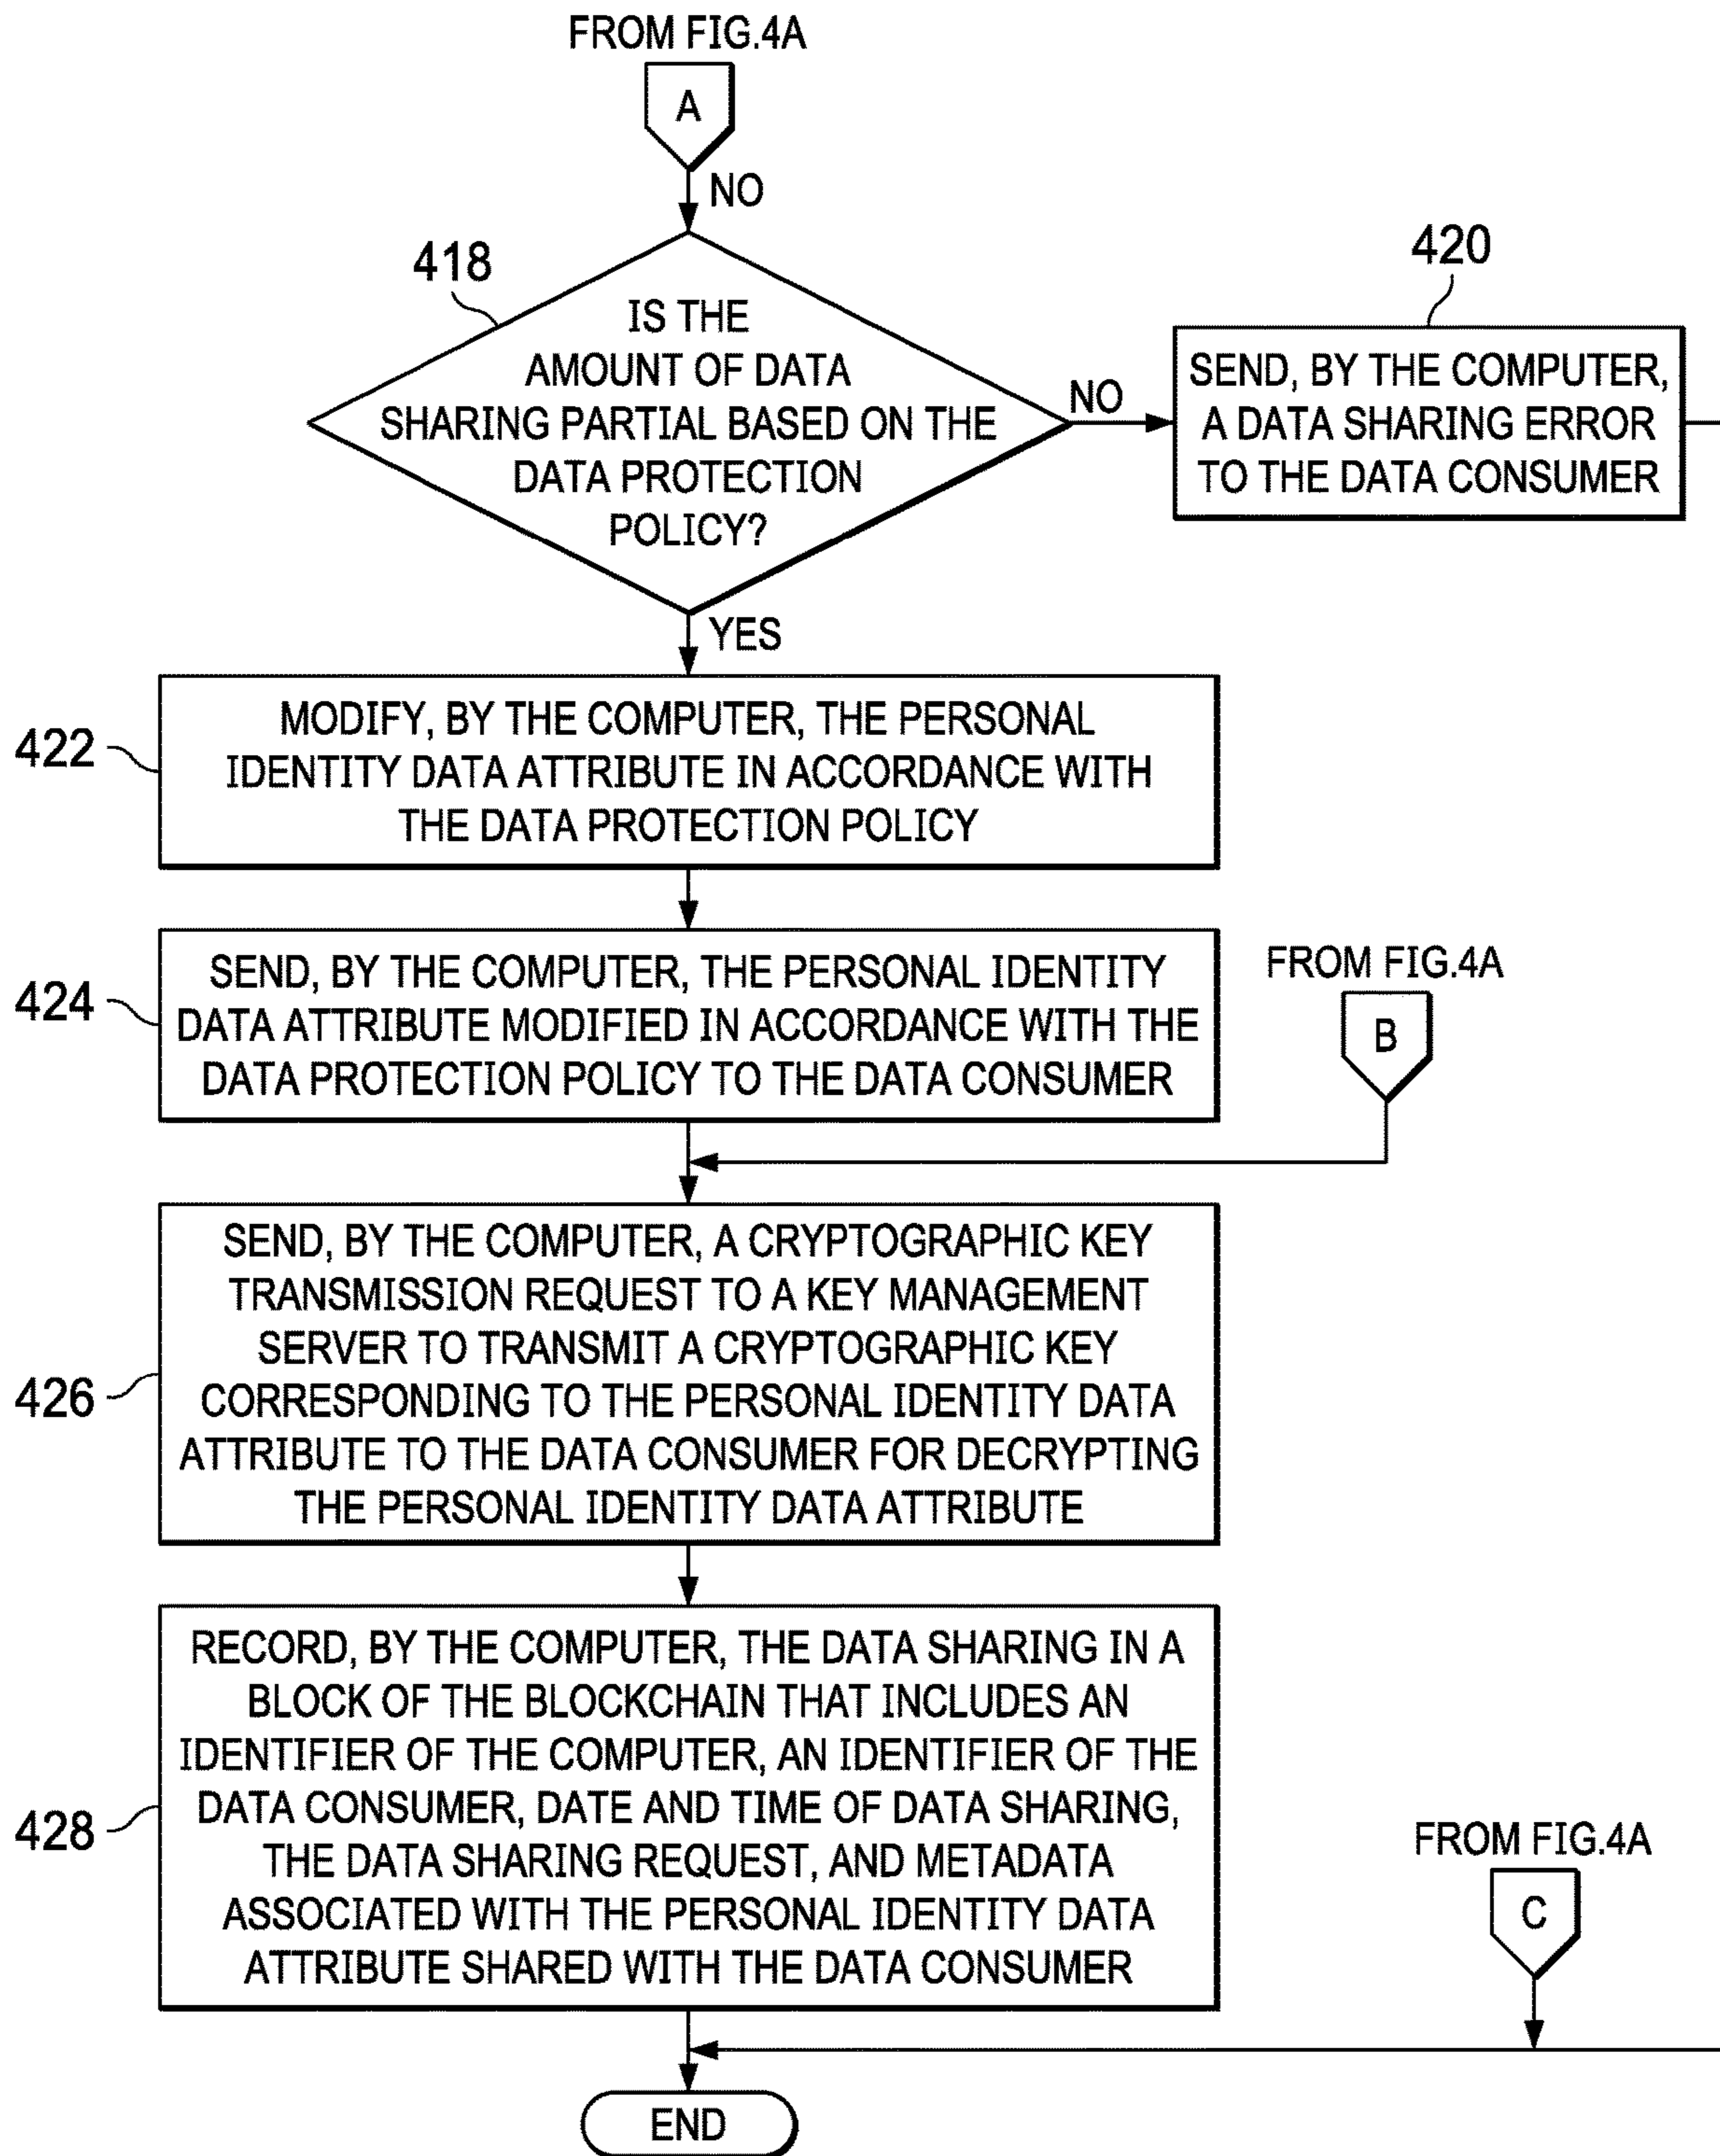 FROM FIG.4A
A
NO
418
IS THE
AMOUNT OF DATA
SHARING PARTIAL BASED ON THE
DATA PROTECTION
POLICY?
NO
420
SEND, BY THE COMPUTER,
A DATA SHARING ERROR
TO THE DATA CONSUMER
YES
422
MODIFY, BY THE COMPUTER, THE PERSONAL
IDENTITY DATA ATTRIBUTE IN ACCORDANCE WITH
THE DATA PROTECTION POLICY
424
SEND, BY THE COMPUTER, THE PERSONAL IDENTITY
DATA ATTRIBUTE MODIFIED IN ACCORDANCE WITH THE
DATA PROTECTION POLICY TO THE DATA CONSUMER
FROM FIG.4A
B
426
SEND, BY THE COMPUTER, A CRYPTOGRAPHIC KEY
TRANSMISSION REQUEST TO A KEY MANAGEMENT
SERVER TO TRANSMIT A CRYPTOGRAPHIC KEY
CORRESPONDING TO THE PERSONAL IDENTITY DATA
ATTRIBUTE TO THE DATA CONSUMER FOR DECRYPTING
THE PERSONAL IDENTITY DATA ATTRIBUTE
428
RECORD, BY THE COMPUTER, THE DATA SHARING IN A
BLOCK OF THE BLOCKCHAIN THAT INCLUDES AN
IDENTIFIER OF THE COMPUTER, AN IDENTIFIER OF THE
DATA CONSUMER, DATE AND TIME OF DATA SHARING,
THE DATA SHARING REQUEST, AND METADATA
ASSOCIATED WITH THE PERSONAL IDENTITY DATA
ATTRIBUTE SHARED WITH THE DATA CONSUMER
FROM FIG.4A
C
END